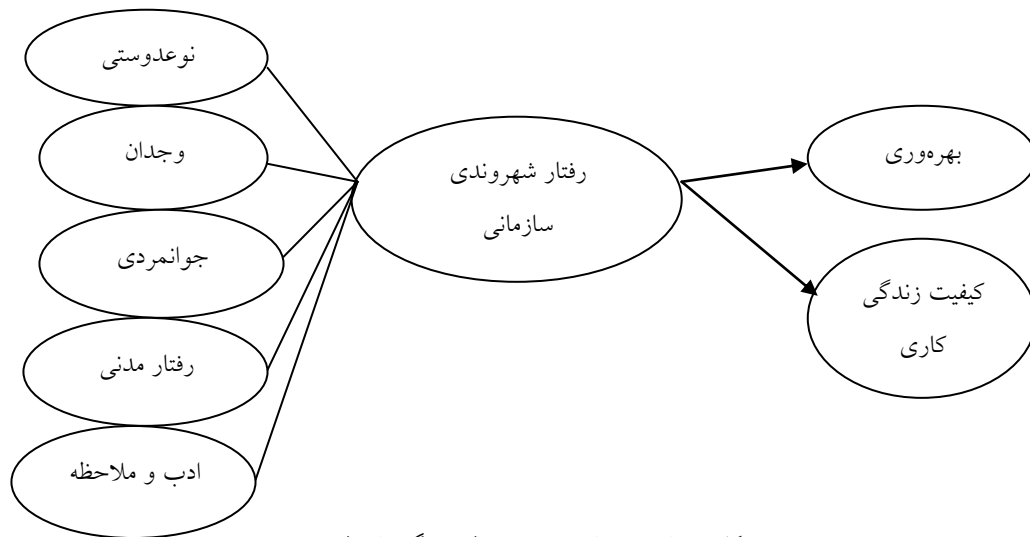 نوعدوستی
وجدان
جوانمردی
رفتار مدنی
ادب و ملاحظه
رفتار شهروندی
سازمانی
بهره‌وری
کیفیت زندگی
کاری